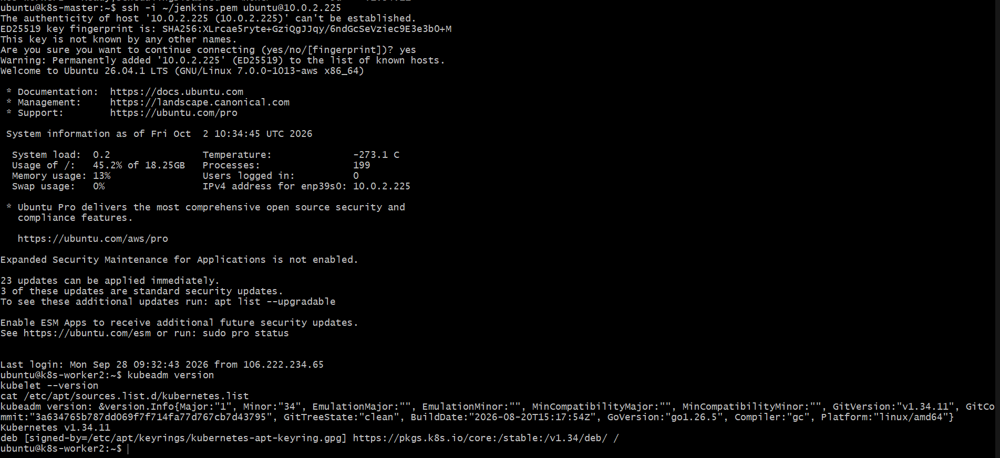 ubuntu@k8s-master:~$ ssh -i ~/jenkins.pem ubuntu@10.0.2.225
The authenticity of host '10.0.2.225 (10.0.2.225)' can't be established.
ED25519 key fingerprint is: SHA256:XLrcae5ryte+GziQgJJqy/6ndGcSeVziec9E3e3bO+M
This key is not known by any other names.
Are you sure you want to continue connecting (yes/no/[fingerprint])? yes
Warning: Permanently added '10.0.2.225' (ED25519) to the list of known hosts.
Welcome to Ubuntu 26.04.1 LTS (GNU/Linux 7.0.0-1013-aws x86_64)
* Documentation:  https://docs.ubuntu.com
* Management:     https://landscape.canonical.com
* Support:        https://ubuntu.com/pro
System information as of Fri Oct  2 10:34:45 UTC 2026
System load:  0.2                Temperature:              -273.1 C
Usage of /:   45.2% of 18.25GB   Processes:                199
Memory usage: 13%                Users logged in:          0
Swap usage:   0%                 IPv4 address for enp39s0: 10.0.2.225
* Ubuntu Pro delivers the most comprehensive open source security and
compliance features.
https://ubuntu.com/aws/pro
Expanded Security Maintenance for Applications is not enabled.
23 updates can be applied immediately.
3 of these updates are standard security updates.
To see these additional updates run: apt list --upgradable
Enable ESM Apps to receive additional future security updates.
See https://ubuntu.com/esm or run: sudo pro status
Last login: Mon Sep 28 09:32:43 2026 from 106.222.234.65
ubuntu@k8s-worker2:~$ kubeadm version
kubelet --version
cat /etc/apt/sources.list.d/kubernetes.list
kubeadm version: &version.Info{Major:"1", Minor:"34", EmulationMajor:"", EmulationMinor:"", MinCompatibilityMajor:"", MinCompatibilityMinor:"", GitVersion:"v1.34.11", GitCo
mmit:"3a634765b787dd069f7f714fa77d767cb7d43795", GitTreeState:"clean", BuildDate:"2026-08-20T15:17:54Z", GoVersion:"go1.26.5", Compiler:"gc", Platform:"linux/amd64"}
Kubernetes v1.34.11
deb [signed-by=/etc/apt/keyrings/kubernetes-apt-keyring.gpg] https://pkgs.k8s.io/core:/stable:/v1.34/deb/ /
ubuntu@k8s-worker2:~$